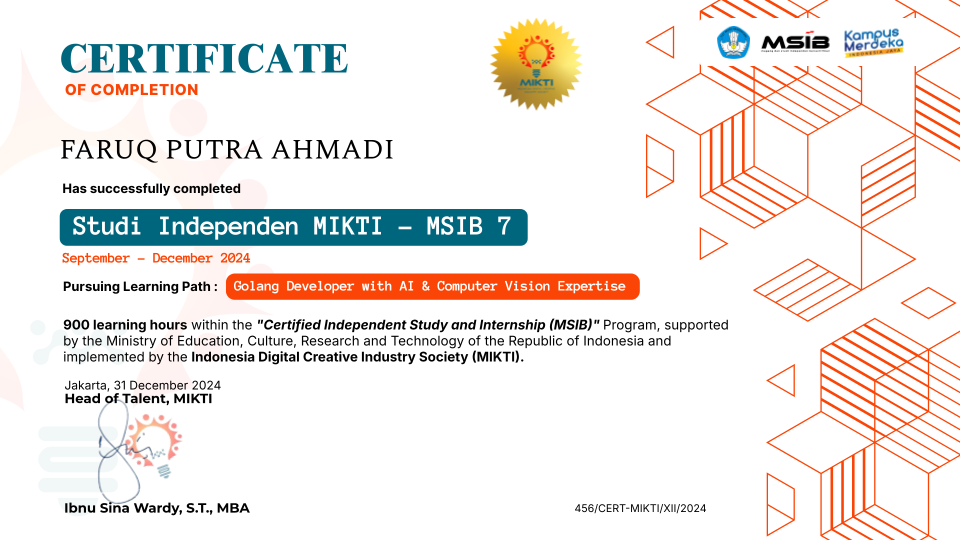 CERTIFICATE
OF COMPLETION
MIKTI
MSIB
Kampus
Merdeka
INDONESIA JAYA
FARUQ PUTRA AHMADI
Has successfully completed
Studi Independen MIKTI - MSIB 7
September - December 2024
Pursuing Learning Path : Golang Developer with AI & Computer Vision Expertise
900 learning hours within the "Certified Independent Study and Internship (MSIB)" Program, supported
by the Ministry of Education, Culture, Research and Technology of the Republic of Indonesia and
implemented by the Indonesia Digital Creative Industry Society (MIKTI).
Jakarta, 31 December 2024
Head of Talent, MIKTI
Ibnu Sina Wardy, S.T., MBA
456/CERT-MIKTI/XII/2024